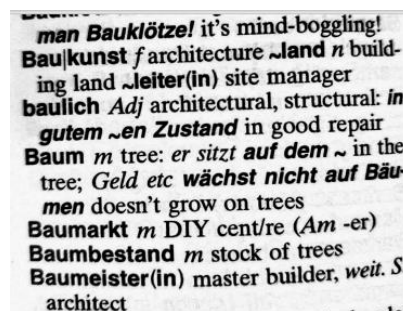 man Bauklötze! it's mind-boggling!
Bau|kunst f architecture ~land n build-
ing land ~leiter(in) site manager
baulich Adj architectural, structural: in
gutem ~en Zustand in good repair
Baum m tree: er sitzt auf dem ~ in the
tree; Geld etc wächst nicht auf Bäu-
men doesn't grow on trees
Baumarkt m DIY cent/re (Am -er)
Baumbestand m stock of trees
Baumeister(in) master builder, weit. S.
architect